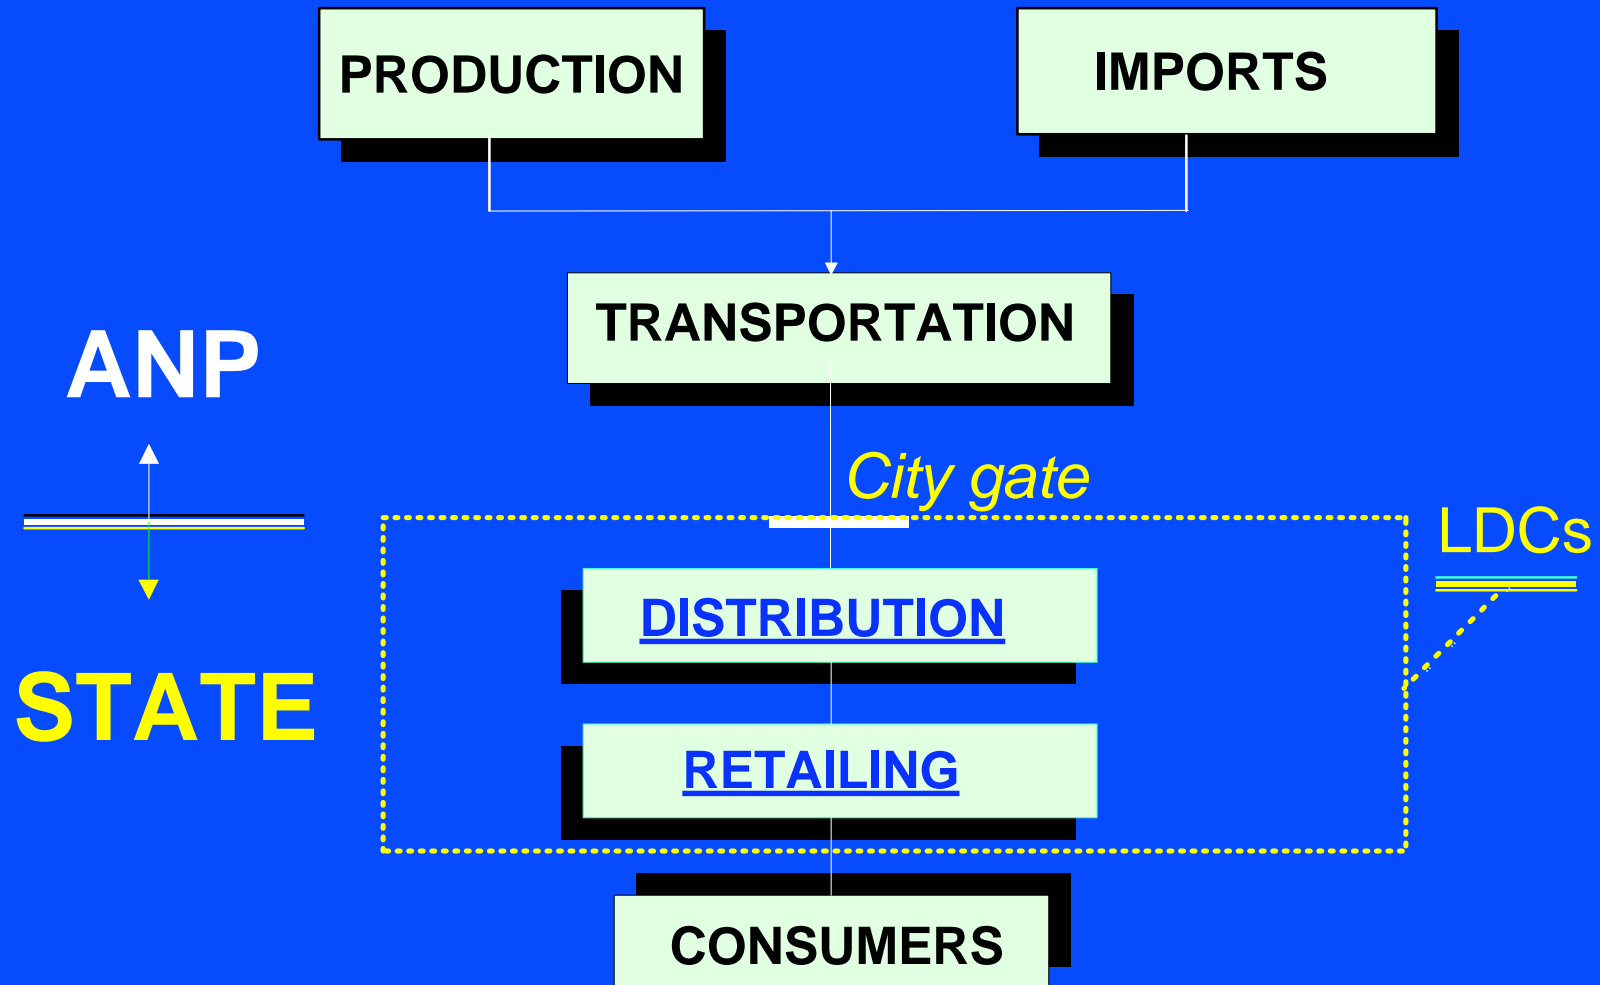 PRODUCTION
IMPORTS
TRANSPORTATION
ANP
City gate
LDCs
DISTRIBUTION
STATE
RETAILING
CONSUMERS